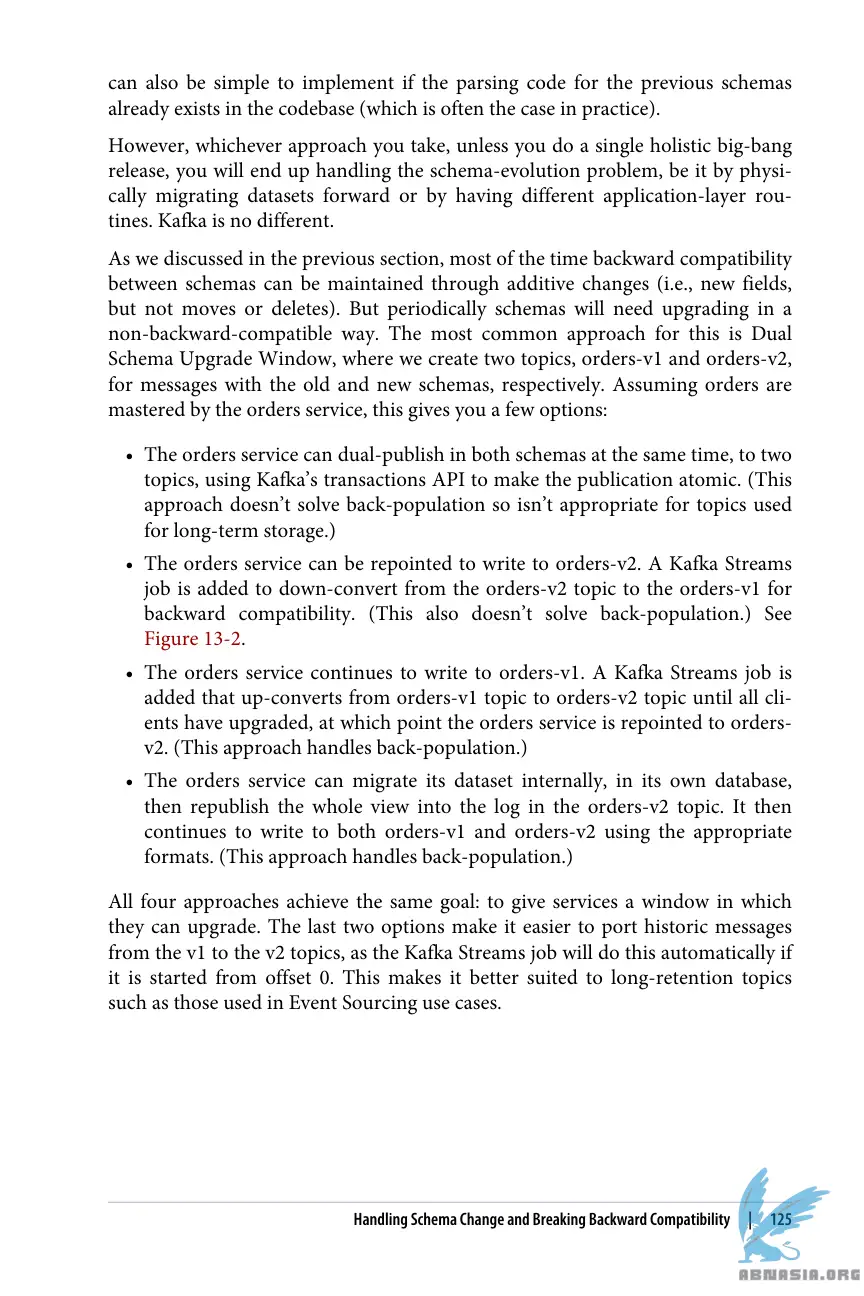 can also be simple to implement if the parsing code for the previous schemas
already exists in the codebase (which is often the case in practice).
However, whichever approach you take, unless you do a single holistic big-bang
release, you will end up handling the schema-evolution problem, be it by physi-
cally migrating datasets forward or by having different application-layer rou-
tines. Kafka is no different.
As we discussed in the previous section, most of the time backward compatibility
between schemas can be maintained through additive changes (i.e., new fields,
but not moves or deletes). But periodically schemas will need upgrading in a
non-backward-compatible way. The most common approach for this is Dual
Schema Upgrade Window, where we create two topics, orders-v1 and orders-v2,
for messages with the old and new schemas, respectively. Assuming orders are
mastered by the orders service, this gives you a few options:
• The orders service can dual-publish in both schemas at the same time, to two
topics, using Kafka’s transactions API to make the publication atomic. (This
approach doesn’t solve back-population so isn’t appropriate for topics used
for long-term storage.)
• The orders service can be repointed to write to orders-v2. A Kafka Streams
job is added to down-convert from the orders-v2 topic to the orders-v1 for
backward compatibility. (This also doesn’t solve back-population.) See
Figure 13-2.
• The orders service continues to write to orders-v1. A Kafka Streams job is
added that up-converts from orders-v1 topic to orders-v2 topic until all cli-
ents have upgraded, at which point the orders service is repointed to orders-
v2. (This approach handles back-population.)
• The orders service can migrate its dataset internally, in its own database,
then republish the whole view into the log in the orders-v2 topic. It then
continues to write to both orders-v1 and orders-v2 using the appropriate
formats. (This approach handles back-population.)
All four approaches achieve the same goal: to give services a window in which
they can upgrade. The last two options make it easier to port historic messages
from the v1 to the v2 topics, as the Kafka Streams job will do this automatically if
it is started from offset 0. This makes it better suited to long-retention topics
such as those used in Event Sourcing use cases.
Handling Schema Change and Breaking Backward Compatibility | 125
ABNASIA.ORG